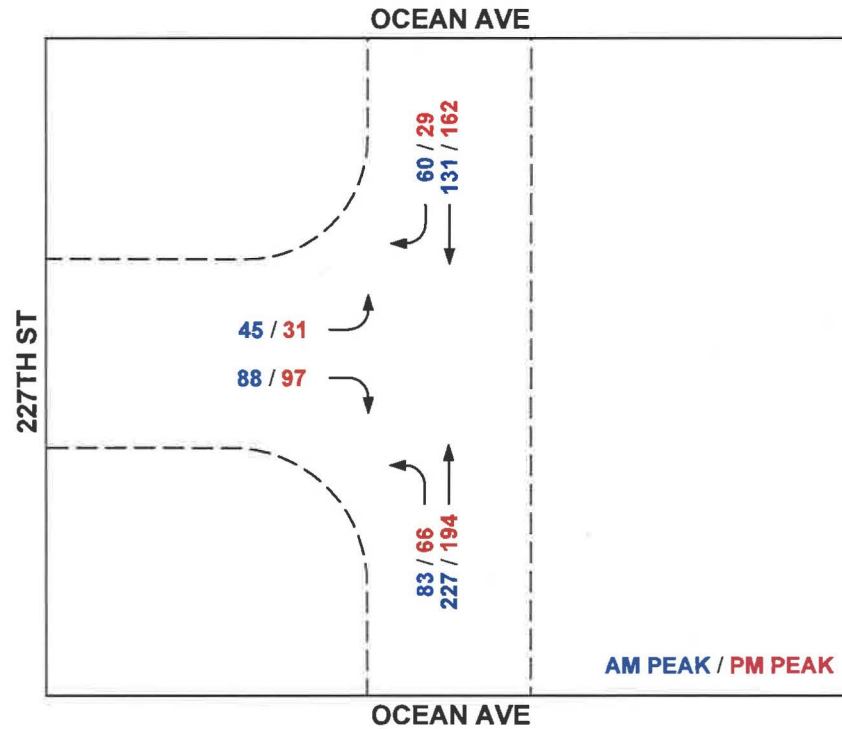 OCEAN AVE
60 / 29
131 / 162
227TH ST
45 / 31
88 / 97
83 / 66
227 / 194
AM PEAK / PM PEAK
OCEAN AVE